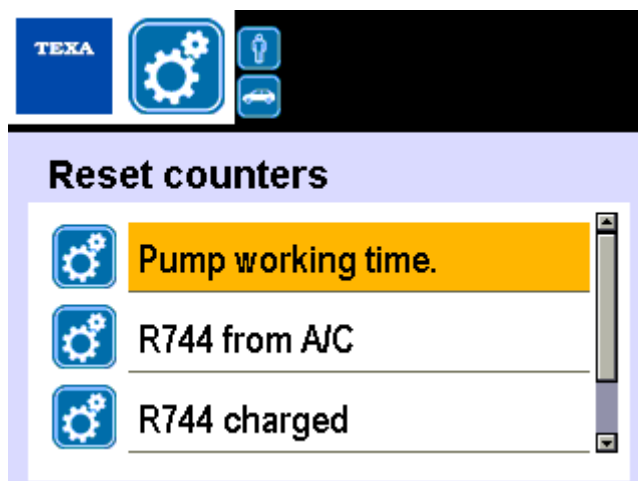 TEXA
Reset counters
Pump working time.
R744 from A/C
R744 charged